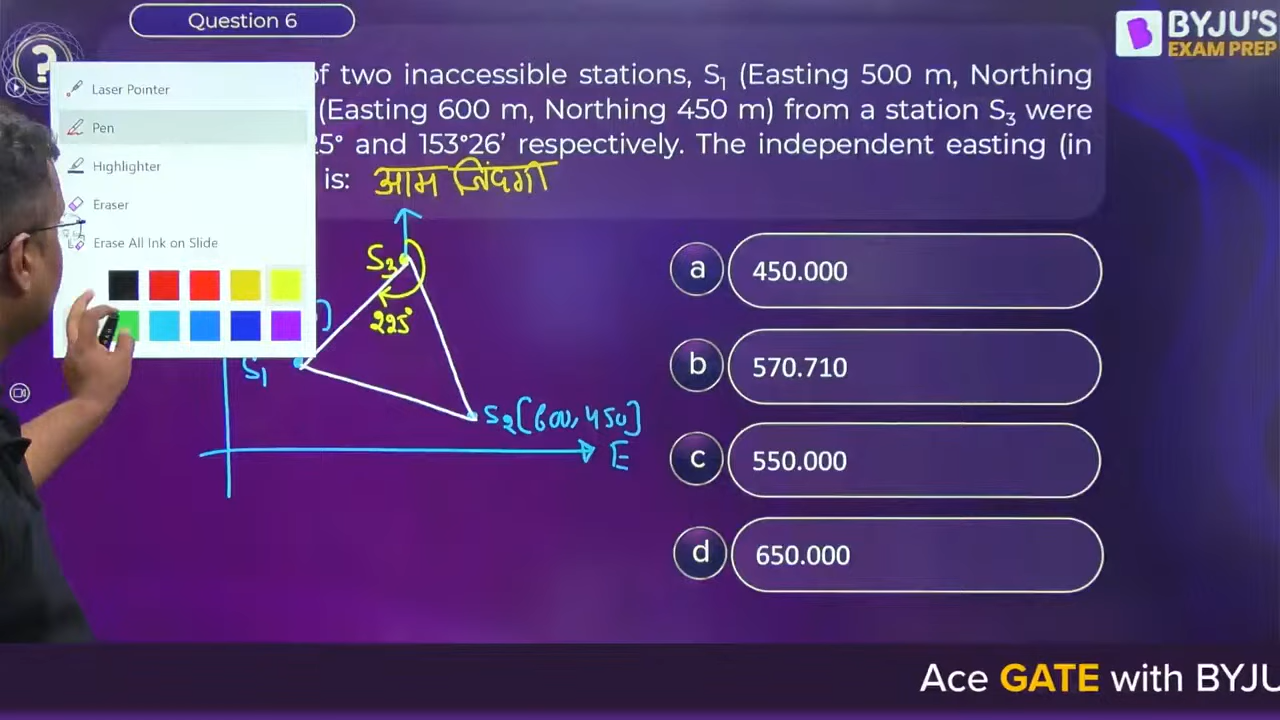 Question 6
BYJU'S
EXAM PREP
?
of two inaccessible stations, S₁ (Easting 500 m, Northing
(Easting 600 m, Northing 450 m) from a station S₃ were
25° and 153°26' respectively. The independent easting (in
is: आम जिंदगी
Laser Pointer
Pen
Highlighter
Eraser
Erase All Ink on Slide
S₃
225°
S₁
S₂[600, 450]
E
a 450.000
b 570.710
c 550.000
d 650.000
Ace GATE with BYJU